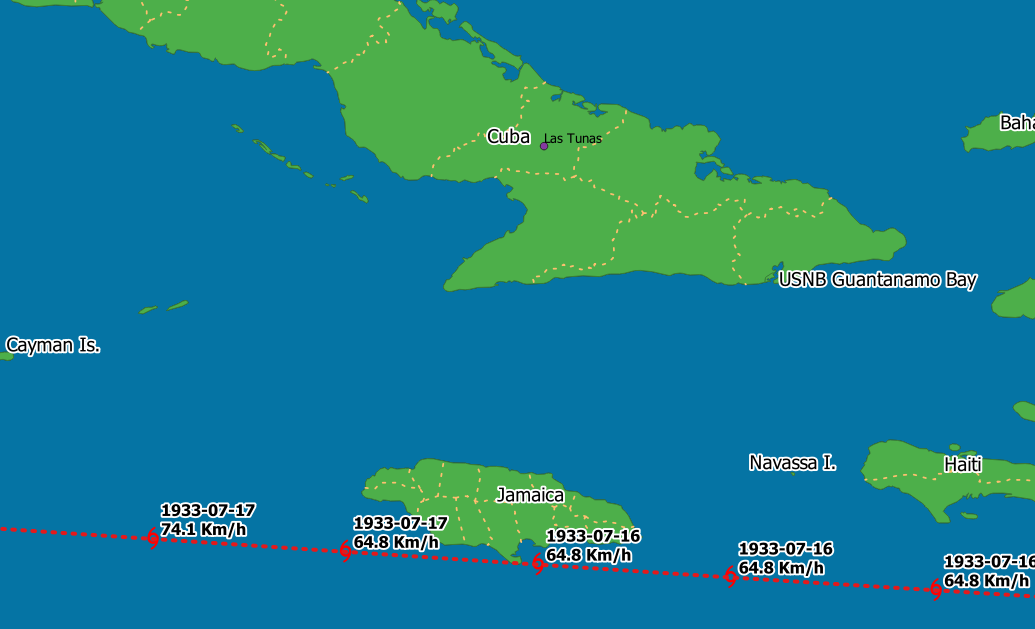 Baha
Cuba
Las Tunas
USNB Guantanamo Bay
Cayman Is.
Navassa I.
Haiti
Jamaica
1933-07-17
74.1 Km/h
1933-07-17
64.8 Km/h
1933-07-16
64.8 Km/h
1933-07-16
64.8 Km/h
1933-07-16
64.8 Km/h